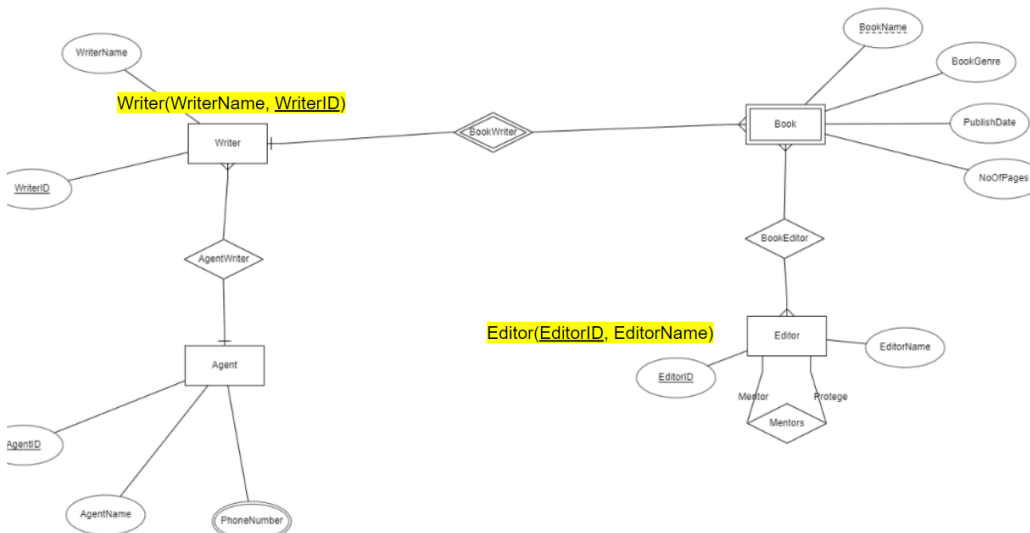 BookName
WriterName
BookGenre
Writer(WriterName, WriterID)
PublishDate
Book
BookWriter
Writer
NoOfPages
WriterID
BookEditor
AgentWriter
Editor(EditorID, EditorName)
Editor
EditorName
Agent
EditorID
Mentor
Protege
Mentors
AgentID
AgentName
PhoneNumber